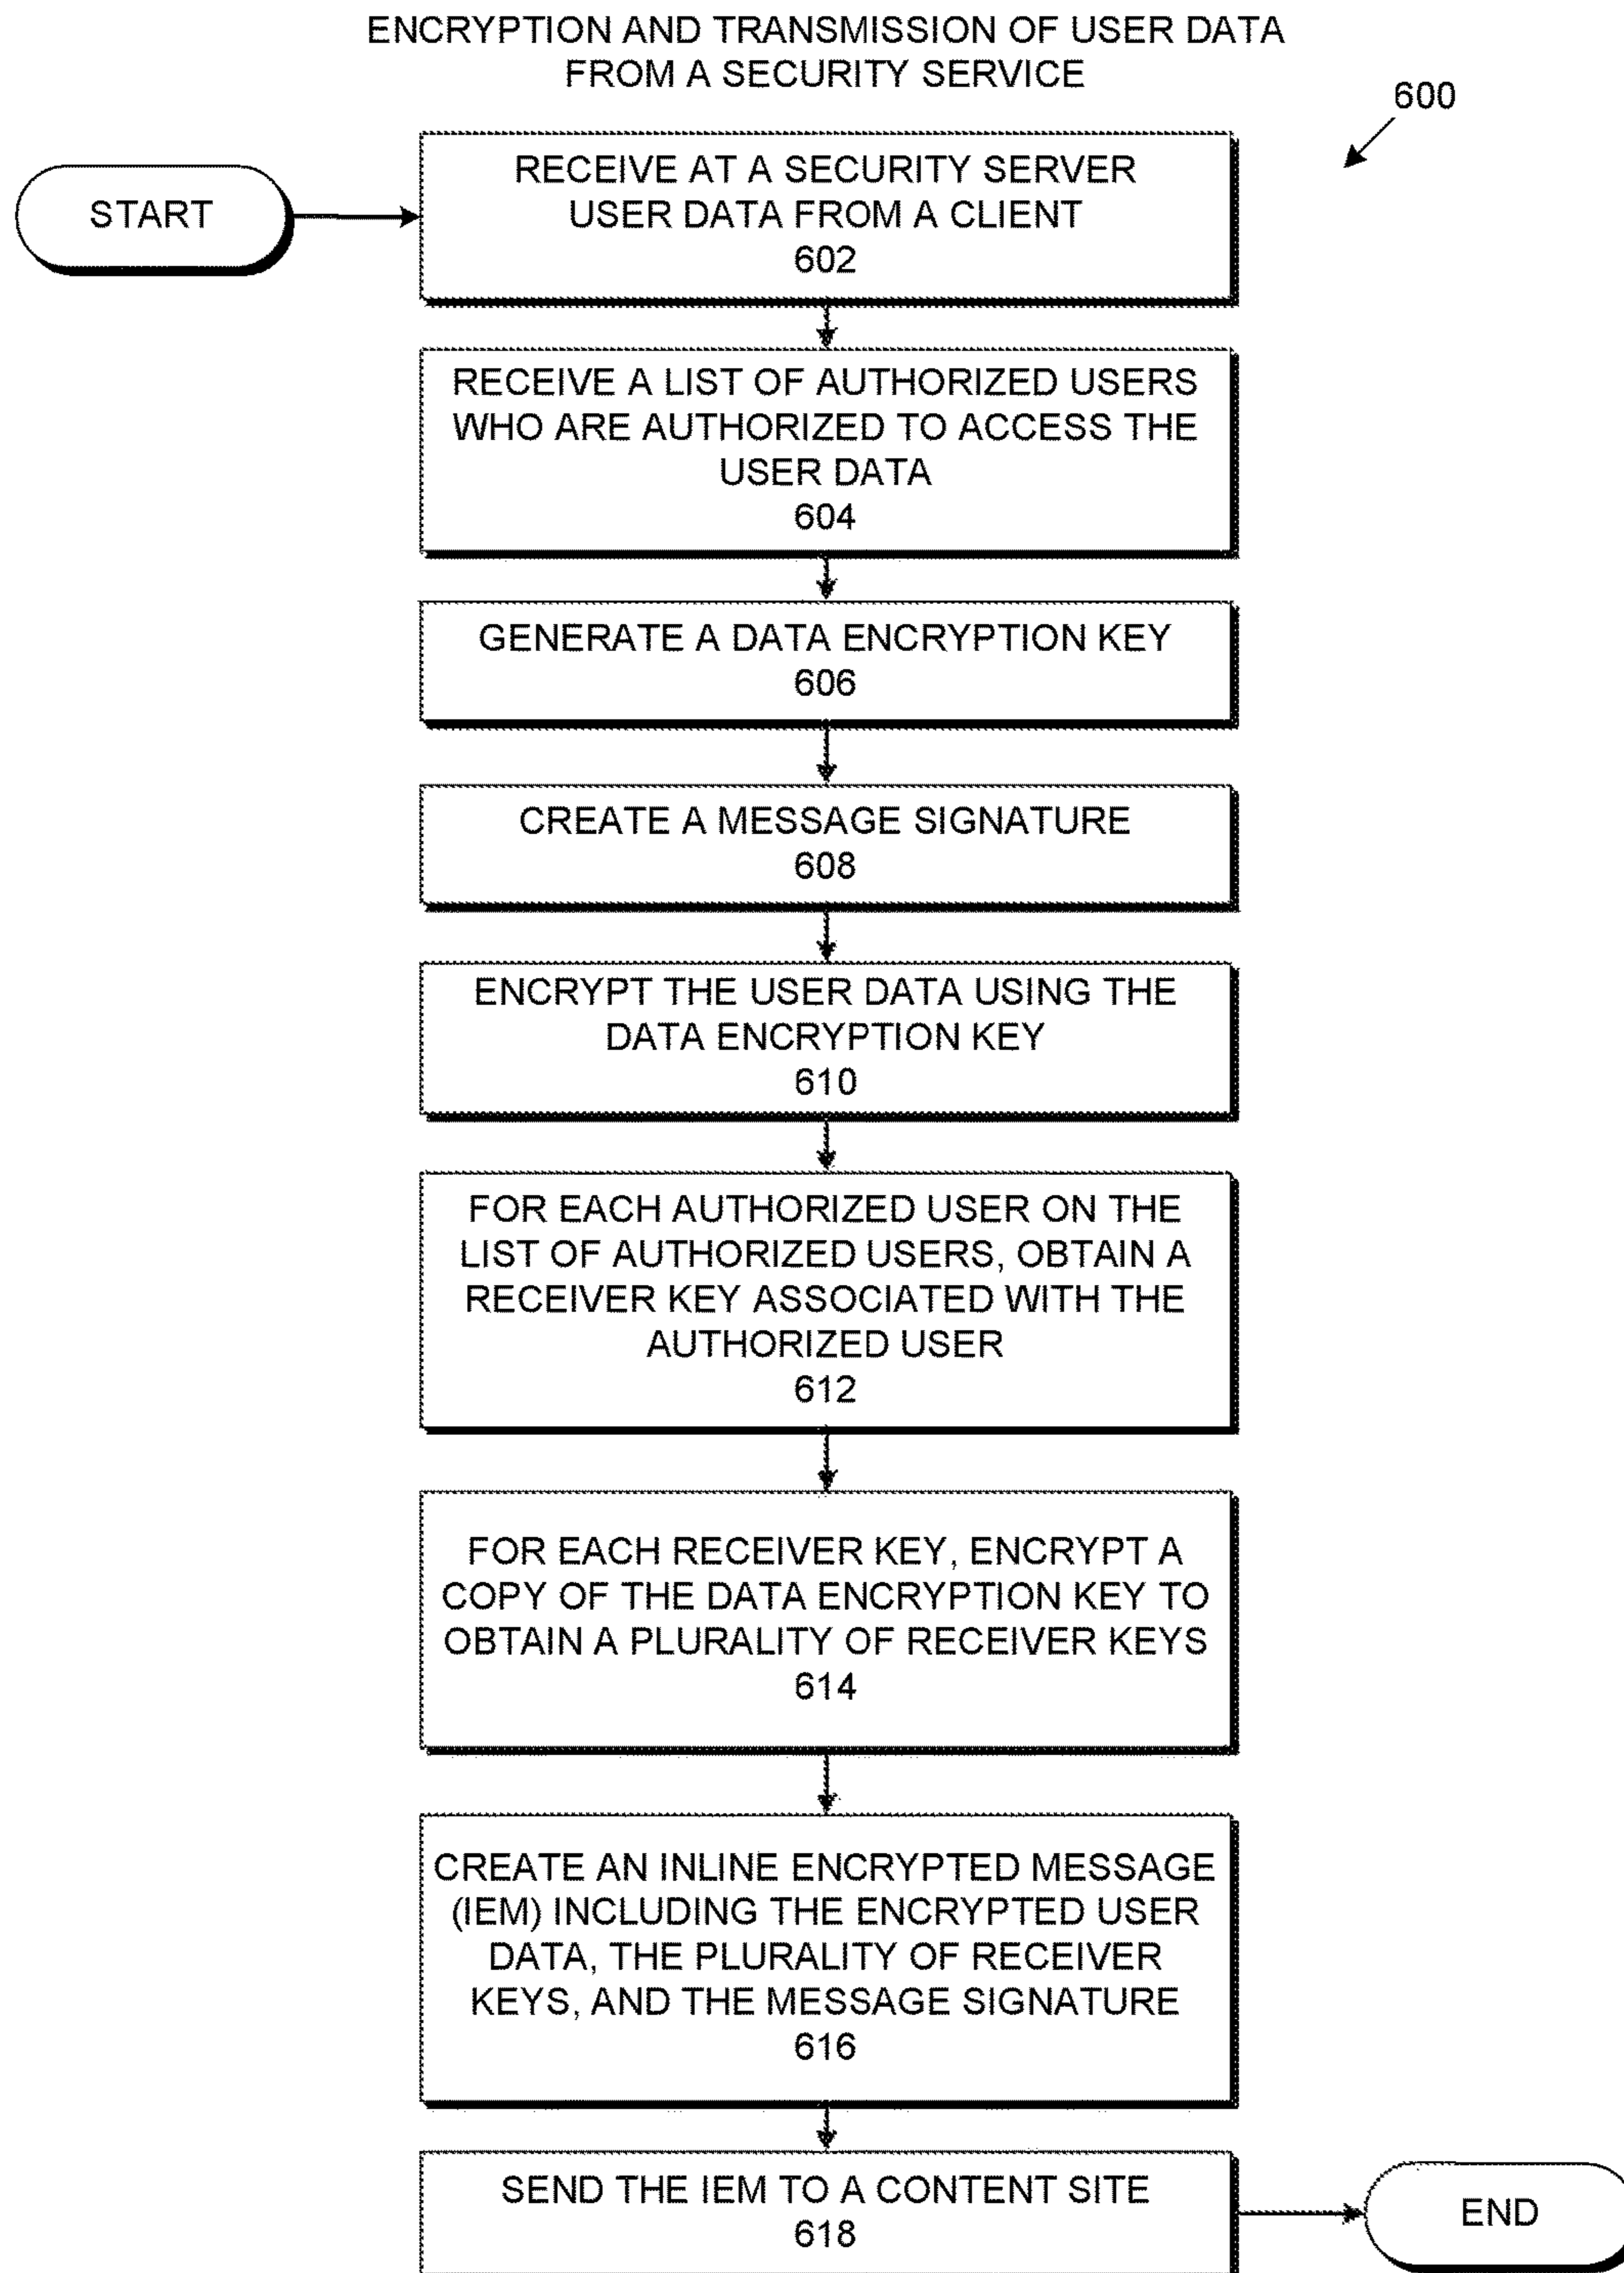 ENCRYPTION AND TRANSMISSION OF USER DATA
FROM A SECURITY SERVICE
600
START
RECEIVE AT A SECURITY SERVER
USER DATA FROM A CLIENT
602
RECEIVE A LIST OF AUTHORIZED USERS
WHO ARE AUTHORIZED TO ACCESS THE
USER DATA
604
GENERATE A DATA ENCRYPTION KEY
606
CREATE A MESSAGE SIGNATURE
608
ENCRYPT THE USER DATA USING THE
DATA ENCRYPTION KEY
610
FOR EACH AUTHORIZED USER ON THE
LIST OF AUTHORIZED USERS, OBTAIN A
RECEIVER KEY ASSOCIATED WITH THE
AUTHORIZED USER
612
FOR EACH RECEIVER KEY, ENCRYPT A
COPY OF THE DATA ENCRYPTION KEY TO
OBTAIN A PLURALITY OF RECEIVER KEYS
614
CREATE AN INLINE ENCRYPTED MESSAGE
(IEM) INCLUDING THE ENCRYPTED USER
DATA, THE PLURALITY OF RECEIVER
KEYS, AND THE MESSAGE SIGNATURE
616
SEND THE IEM TO A CONTENT SITE
618
END